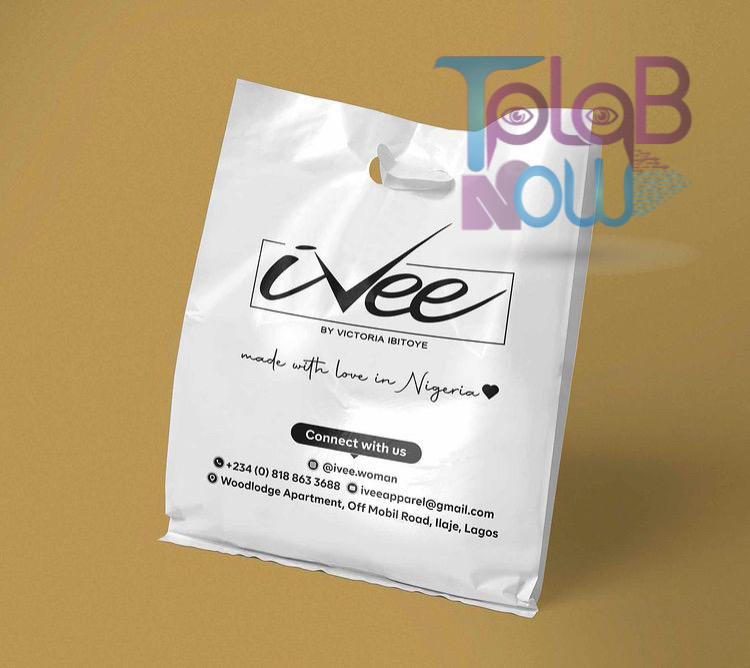 TplaB
NOW
ivee
BY VICTORIA IBITOYE
made with love in Nigeria
Connect with us
@ivee.woman
+234 (0) 818 863 3688 iveeapparel@gmail.com
Woodlodge Apartment, Off Mobil Road, Ilaje, Lagos